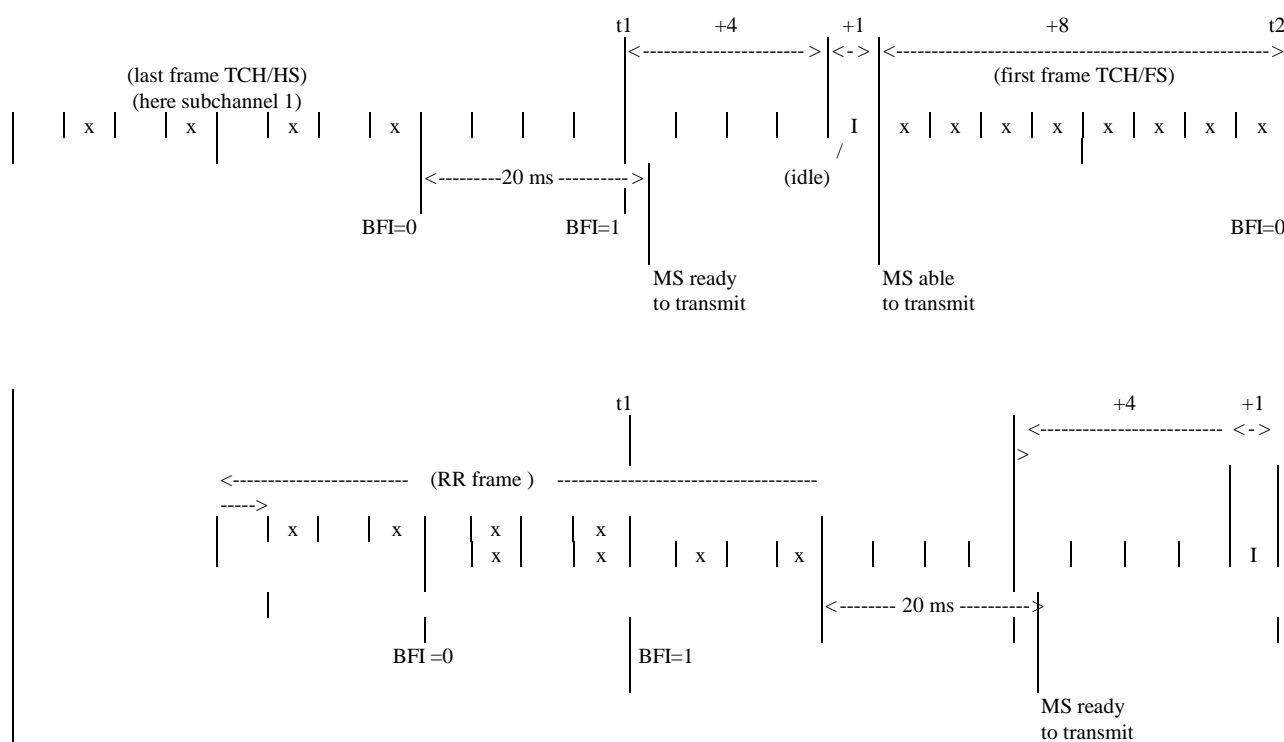 t1 +4 +1 +8 t2
<----------------------- > <- > <-------------------------------------------- >
(last frame TCH/HS) (first frame TCH/FS)
(here subchannel 1)
x x x x I x x x x x x x x
/
<---------20 ms ---------- > (idle)
BFI=0 BFI=1 BFI=0
MS ready MS able
to transmit to transmit
t1 +4 +1
<----------------------- <->
>
<------------------------ (RR frame ) ---------------------------------
----->
x x x x
x x x x I
<-------- 20 ms ---------->
BFI =0 BFI=1
MS ready
to transmit